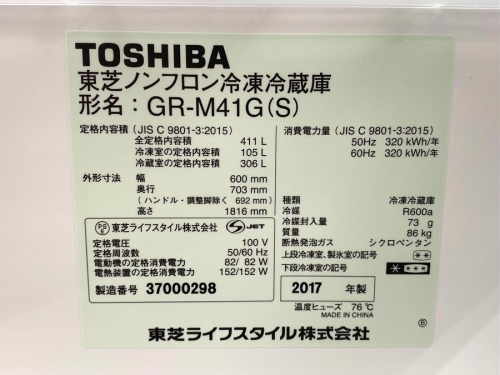 TOSHIBA
東芝ノンフロン冷凍冷蔵庫
形名：GR-M41G(S)
定格内容積（JIS C 9801-3:2015）
全定格内容積 411 L
冷凍室の定格内容積 105 L
冷蔵室の定格内容積 306 L
外形寸法 幅 600 mm
奥行 703 mm
（ハンドル・調整脚除く 692 mm）
高さ 1816 mm
消費電力量（JIS C 9801-3:2015）
50Hz 320 kWh/年
60Hz 320 kWh/年
種類 冷凍冷蔵庫
冷媒 R600a
冷媒封入量 73 g
質量 86 kg
断熱発泡ガス シクロペンタン
上段冷凍室、製氷室の記号 **
下段冷凍室の記号 * ***
PS E 東芝ライフスタイル株式会社 JET
定格電圧 100 V
定格周波数 50/60 Hz
電動機の定格消費電力 82/ 82 W
電熱装置の定格消費電力 152/152 W
製造番号 37000298
2017 年製
温度ヒューズ 76℃
MADE IN CHINA
東芝ライフスタイル株式会社
B